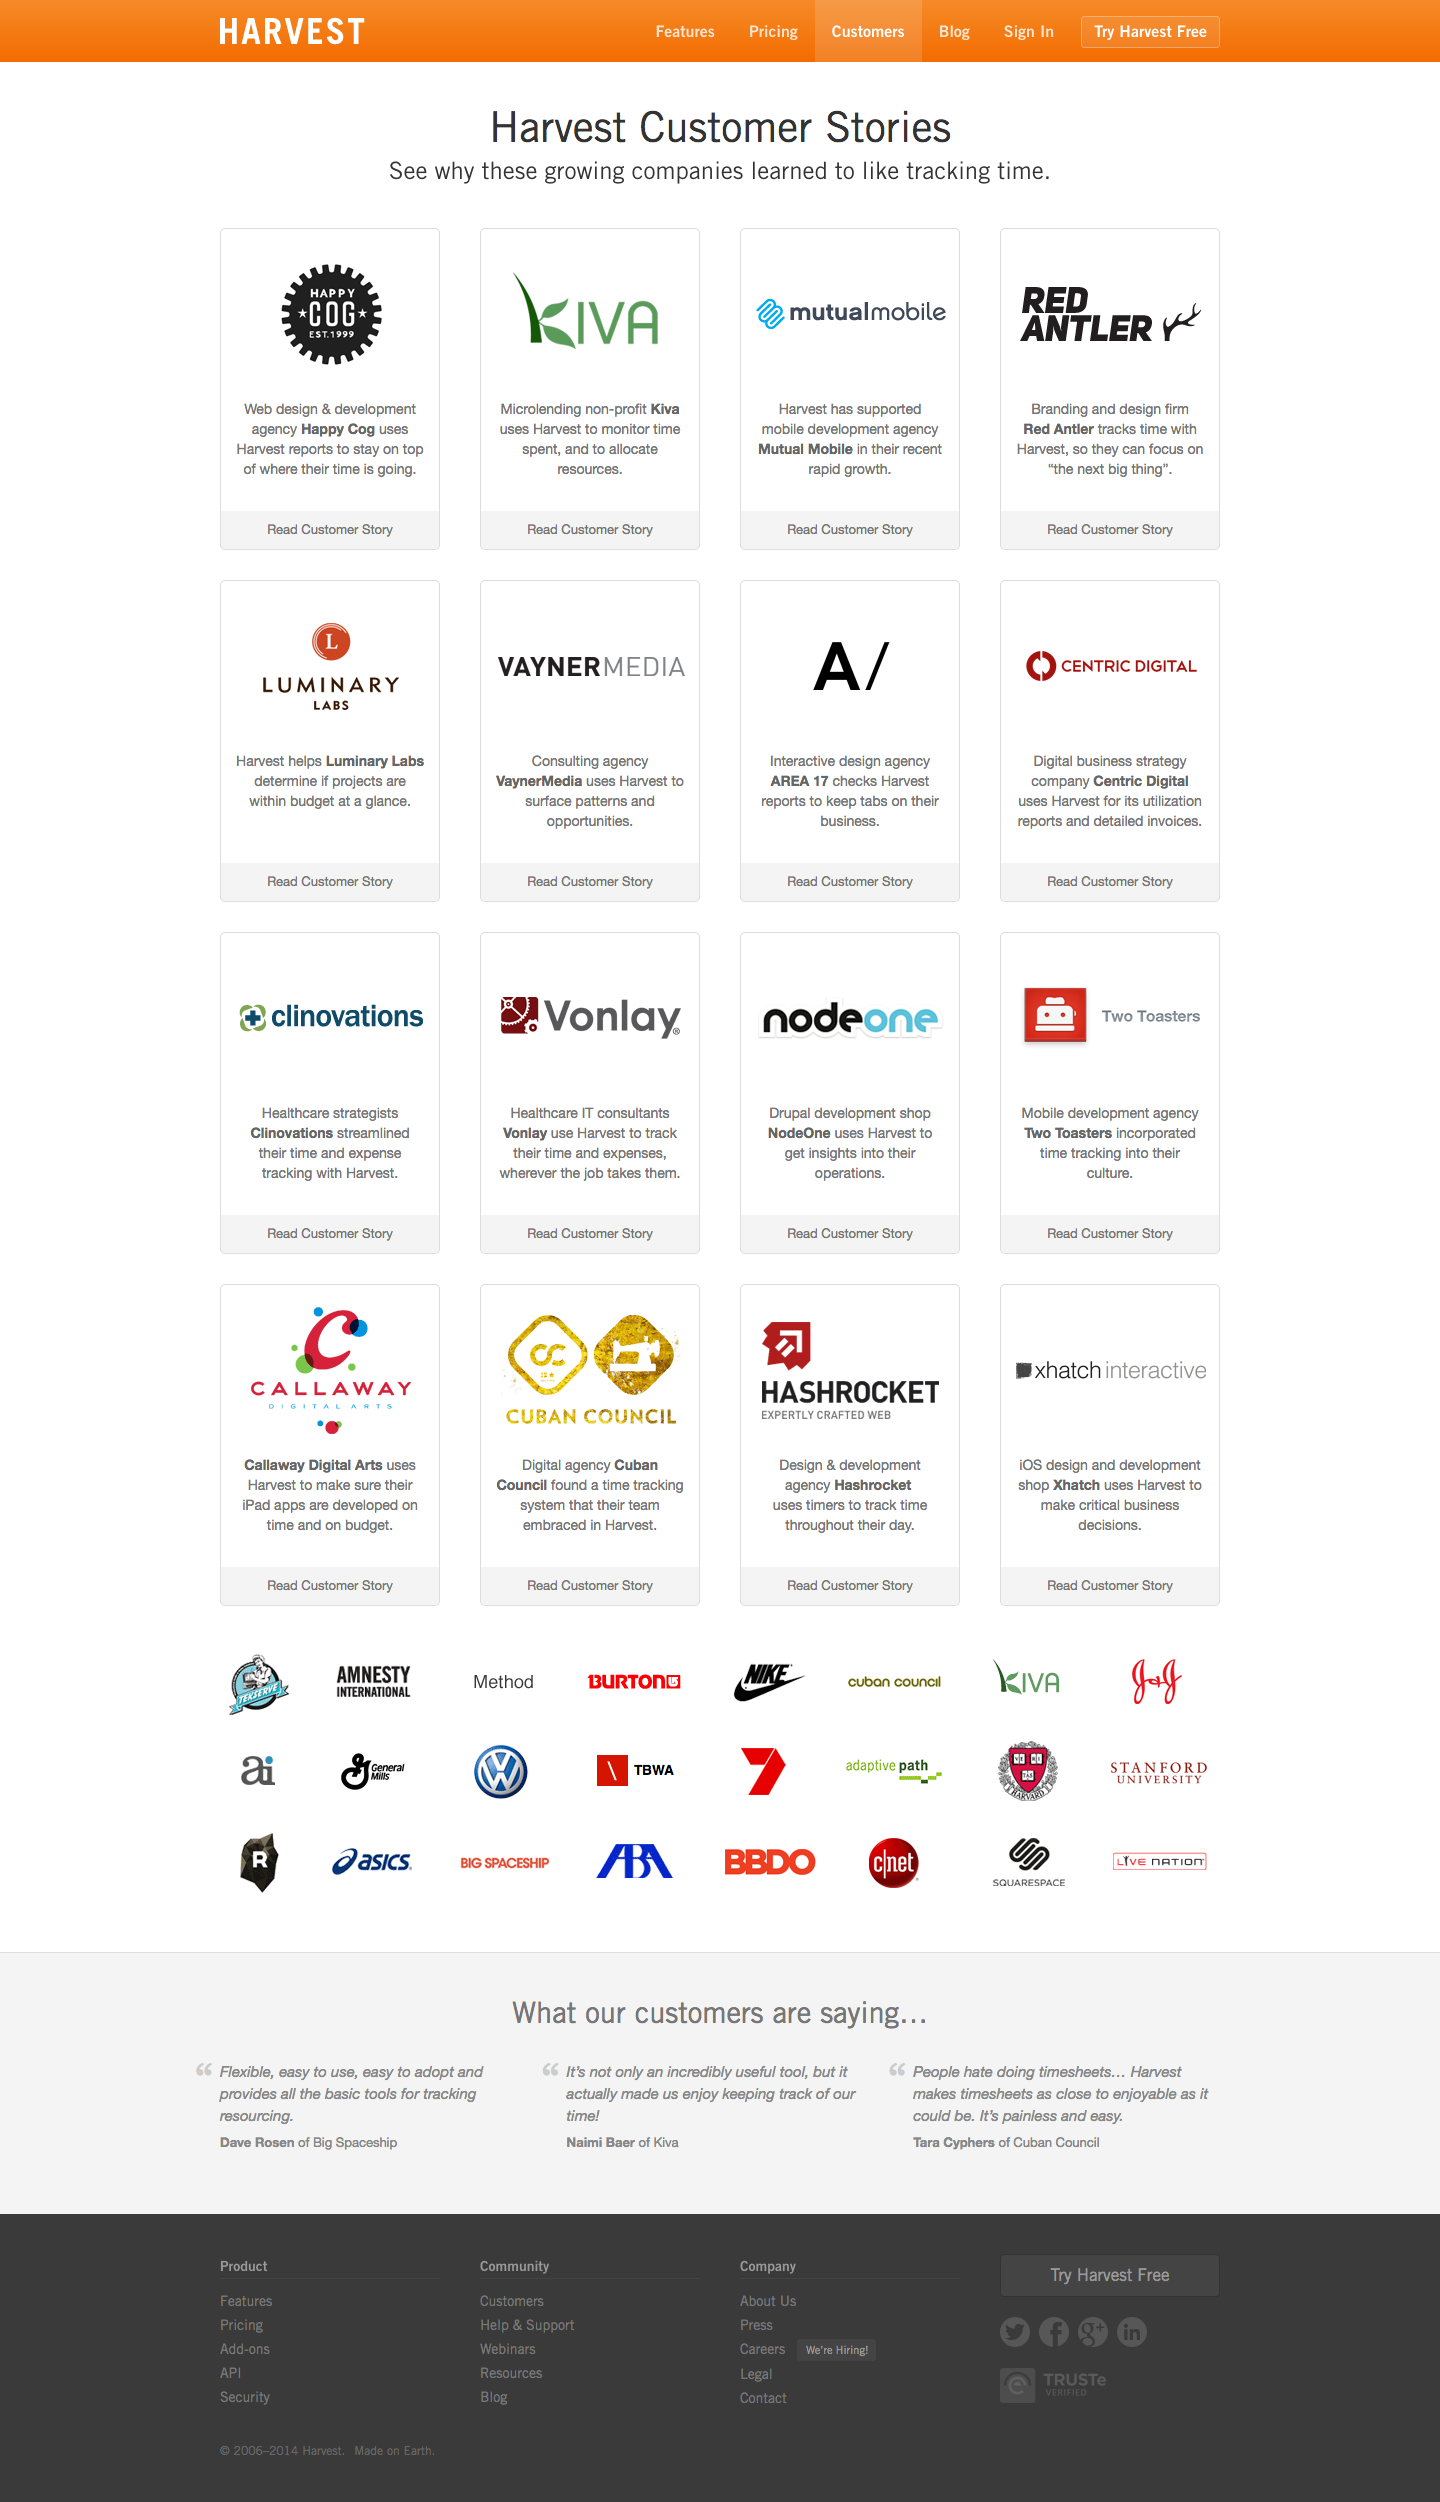 HARVEST
Features Pricing Customers Blog Sign In Try Harvest Free
Harvest Customer Stories
See why these growing companies learned to like tracking time.
HAPPY
COG
EST.1999
Web design & development
agency Happy Cog uses
Harvest reports to stay on top
of where their time is going.
Read Customer Story
KIVA
Microlending non-profit Kiva
uses Harvest to monitor time
spent, and to allocate
resources.
Read Customer Story
mutualmobile
Harvest has supported
mobile development agency
Mutual Mobile in their recent
rapid growth.
Read Customer Story
RED
ANTLER
Branding and design firm
Red Antler tracks time with
Harvest, so they can focus on
“the next big thing”.
Read Customer Story
L
LUMINARY
LABS
Harvest helps Luminary Labs
determine if projects are
within budget at a glance.
Read Customer Story
VAYNERMEDIA
Consulting agency
VaynerMedia uses Harvest to
surface patterns and
opportunities.
Read Customer Story
A/
Interactive design agency
AREA 17 checks Harvest
reports to keep tabs on their
business.
Read Customer Story
CENTRIC DIGITAL
Digital business strategy
company Centric Digital
uses Harvest for its utilization
reports and detailed invoices.
Read Customer Story
clinovations
Healthcare strategists
Clinovations streamlined
their time and expense
tracking with Harvest.
Read Customer Story
Vonlay®
Healthcare IT consultants
Vonlay use Harvest to track
their time and expenses,
wherever the job takes them.
Read Customer Story
nodeone
Drupal development shop
NodeOne uses Harvest to
get insights into their
operations.
Read Customer Story
Two Toasters
Mobile development agency
Two Toasters incorporated
time tracking into their
culture.
Read Customer Story
C
CALLAWAY
DIGITAL ARTS
Callaway Digital Arts uses
Harvest to make sure their
iPad apps are developed on
time and on budget.
Read Customer Story
CC
CUBAN COUNCIL
Digital agency Cuban
Council found a time tracking
system that their team
embraced in Harvest.
Read Customer Story
HASHROCKET
EXPERTLY CRAFTED WEB
Design & development
agency Hashrocket
uses timers to track time
throughout their day.
Read Customer Story
xhatch interactive
iOS design and development
shop Xhatch uses Harvest to
make critical business
decisions.
Read Customer Story
TEKSERVE
AMNESTY
INTERNATIONAL
Method
BURTON
NIKE
cuban council
KIVA
J&J
ai
G General
Mills
VW
\ TBWA
7
adaptive path
VE RI
TAS
HARVARD
STANFORD
UNIVERSITY
R
asics
BIG SPACESHIP
ABA
BBDO
c|net
SQUARESPACE
LIVE NATION
What our customers are saying…
“ Flexible, easy to use, easy to adopt and
provides all the basic tools for tracking
resourcing.
Dave Rosen of Big Spaceship
“ It’s not only an incredibly useful tool, but it
actually made us enjoy keeping track of our
time!
Naimi Baer of Kiva
“ People hate doing timesheets… Harvest
makes timesheets as close to enjoyable as it
could be. It’s painless and easy.
Tara Cyphers of Cuban Council
Product
Features
Pricing
Add-ons
API
Security
Community
Customers
Help & Support
Webinars
Resources
Blog
Company
About Us
Press
Careers We’re Hiring!
Legal
Contact
Try Harvest Free
f g+ in
e TRUSTe
VERIFIED
© 2006–2014 Harvest. Made on Earth.